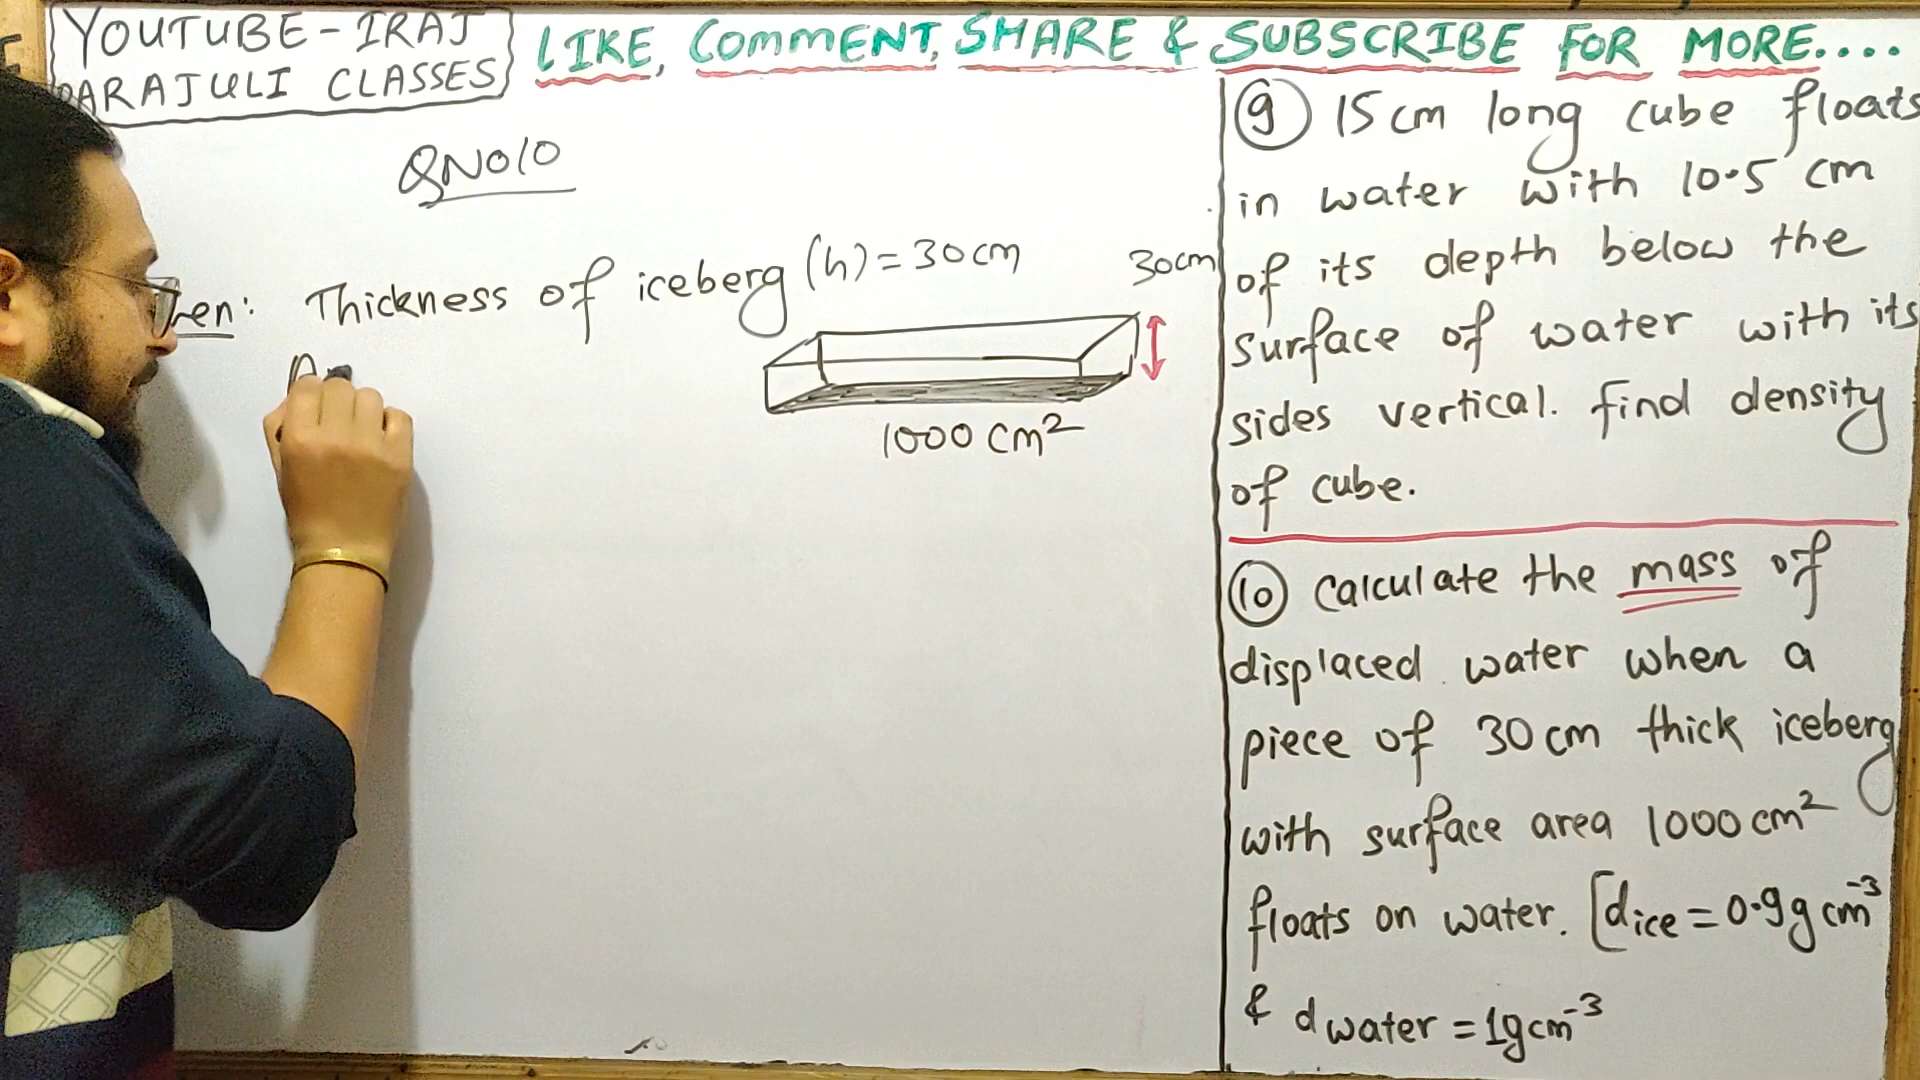 YOUTUBE - IRAJ
PARAJULI CLASSES
LIKE, COMMENT, SHARE & SUBSCRIBE FOR MORE....
QNO10
Thickness of iceberg (h) = 30cm
30cm
1000 cm²
⑨ 15 cm long cube floats
in water with 10.5 cm
of its depth below the
surface of water with its
sides vertical. find density
of cube.
⑩ calculate the mass of
displaced water when a
piece of 30 cm thick iceberg
with surface area 1000 cm²
floats on water. [dice = 0.9g cm⁻³
& dwater = 1gcm⁻³